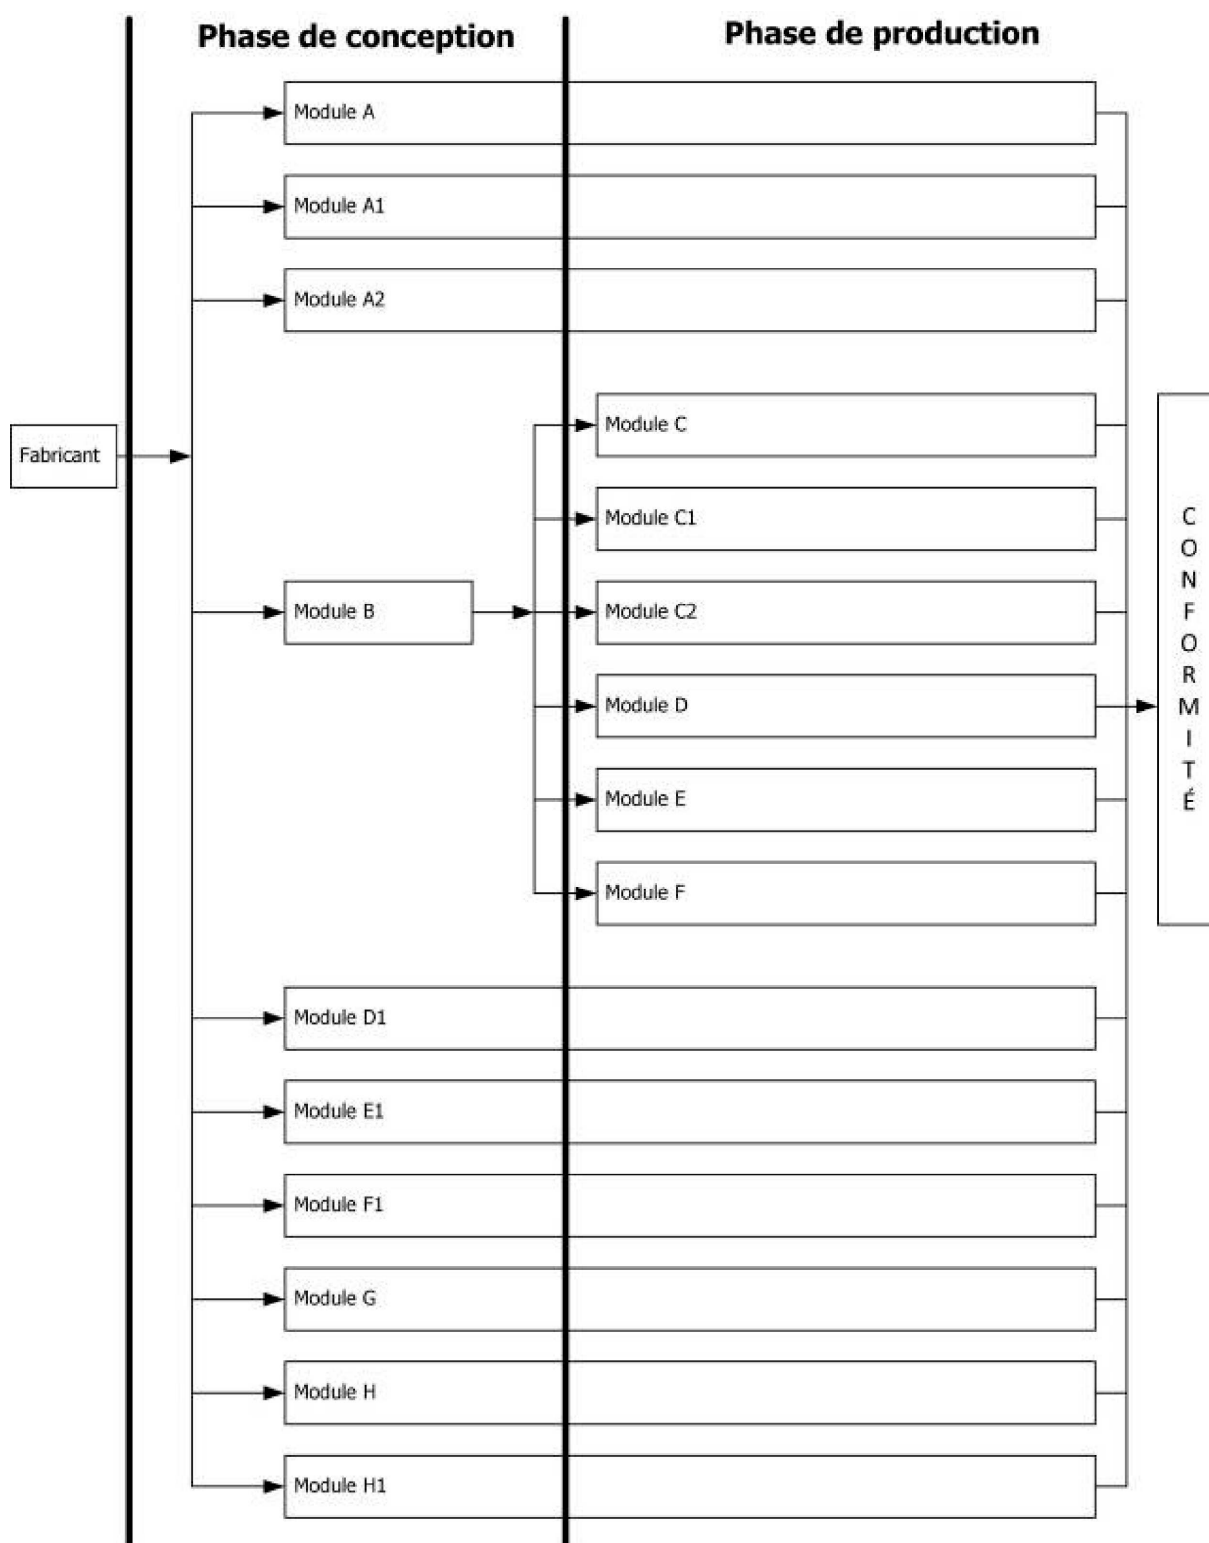 Phase de conception
Phase de production
Module A
Module A1
Module A2
Fabricant
Module B
Module C
Module C1
Module C2
Module D
Module E
Module F
Module D1
Module E1
Module F1
Module G
Module H
Module H1
C
O
N
F
O
R
M
I
T
É